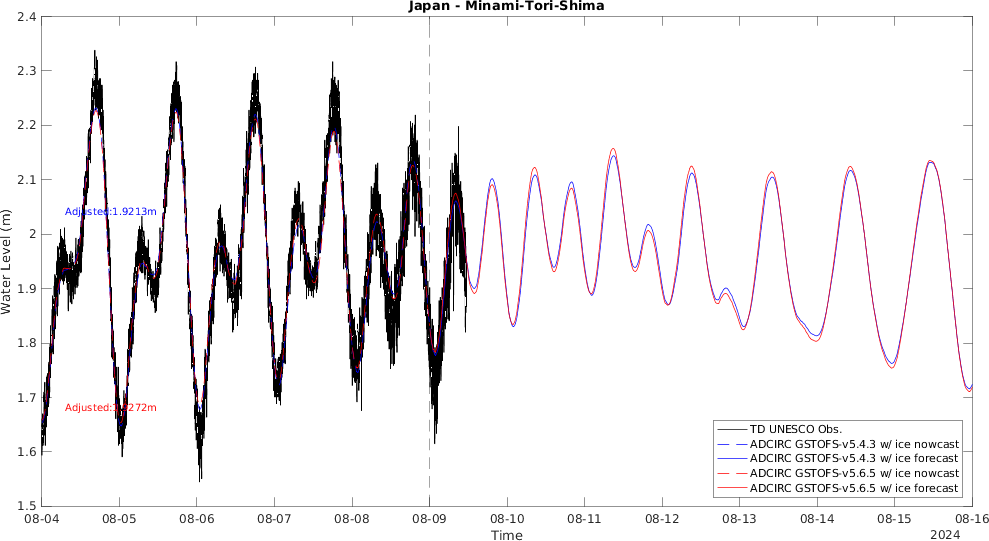 Japan - Minami-Tori-Shima
Water Level (m)
2.4
2.3
2.2
2.1
2
1.9
1.8
1.7
1.6
1.5
Adjusted:1.9213m
TD UNESCO Obs.
ADCIRC GSTOFS-v5.4.3 w/ ice nowcast
ADCIRC GSTOFS-v5.4.3 w/ ice forecast
ADCIRC GSTOFS-v5.6.5 w/ ice nowcast
ADCIRC GSTOFS-v5.6.5 w/ ice forecast
08-04 08-05 08-06 08-07 08-08 08-09 08-10 08-11 08-12 08-13 08-14 08-15 08-16
Time
2024